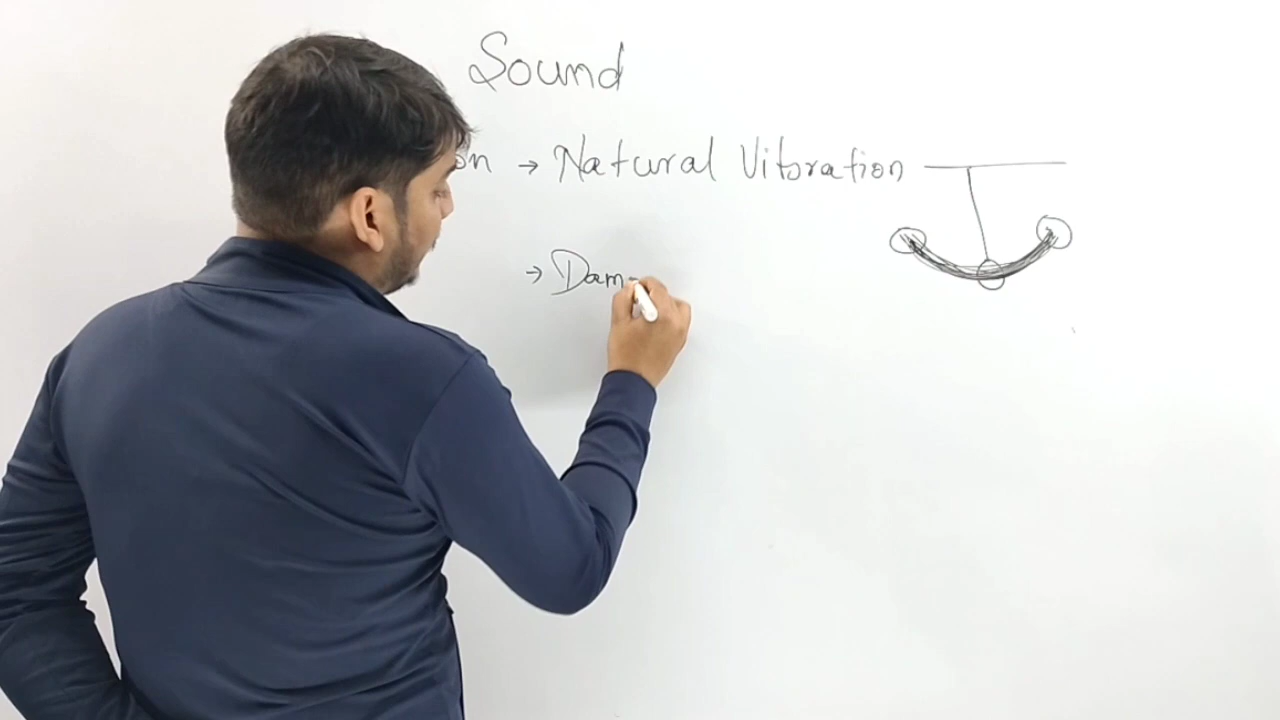 Sound
on → Natural Vibration
→ Dam